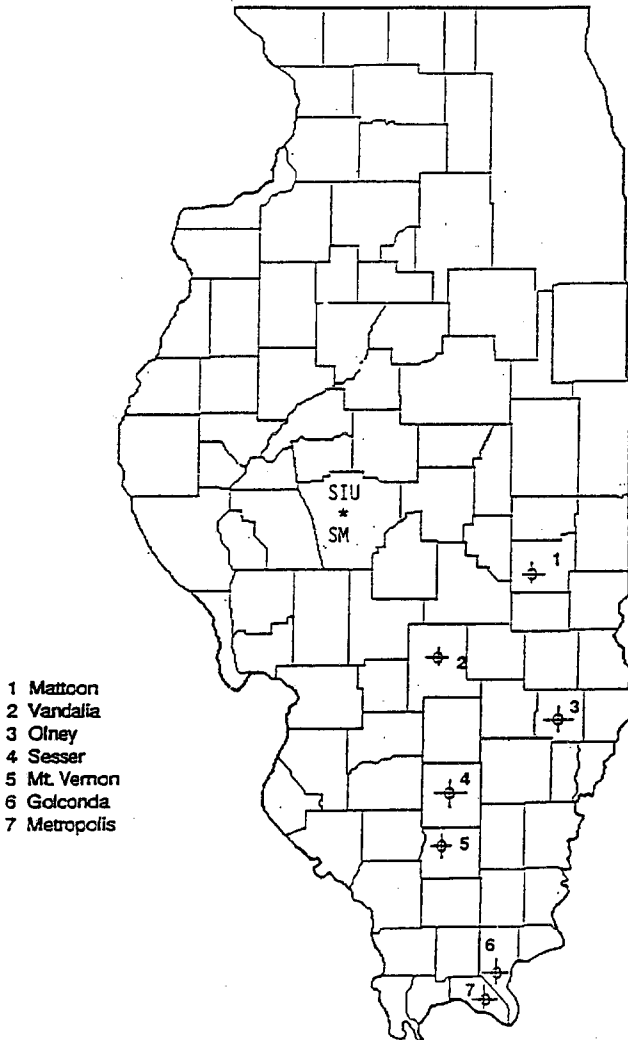 SIU
*
SM
1
2
3
4
5
6
7
1 Mattoon
2 Vandalia
3 Olney
4 Sesser
5 Mt. Vernon
6 Golconda
7 Metropolis